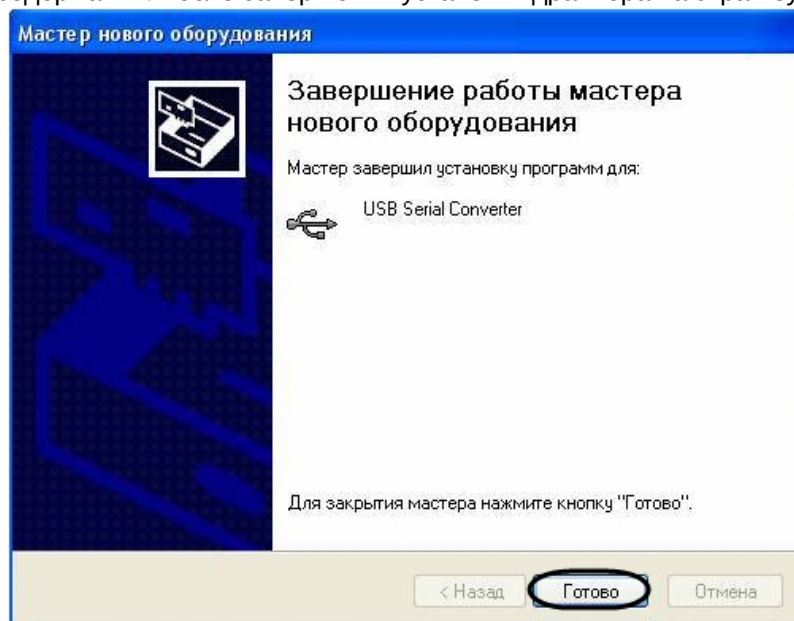 Мастер нового оборудования
Завершение работы мастера
нового оборудования
Мастер завершил установку программ для:
USB Serial Converter
Для закрытия мастера нажмите кнопку "Готово".
< Назад
Готово
Отмена